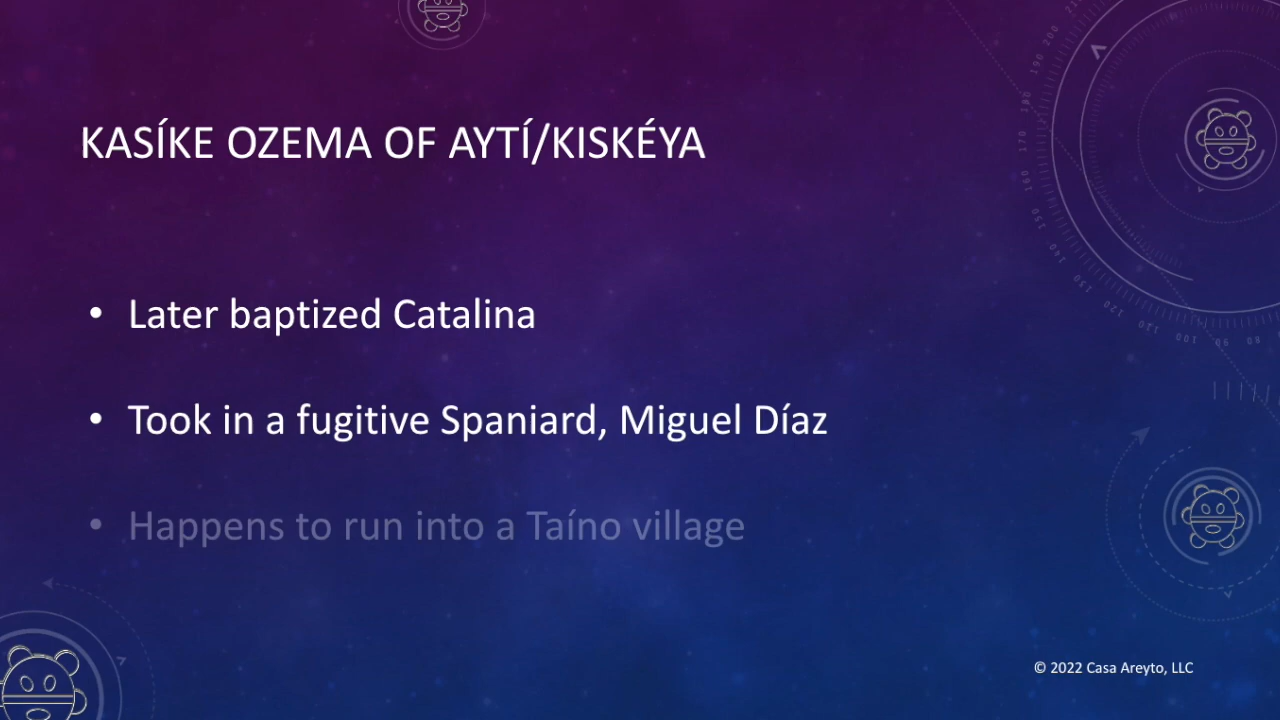 KASÍKE OZEMA OF AYTÍ/KISKÉYA
• Later baptized Catalina
• Took in a fugitive Spaniard, Miguel Díaz
• Happens to run into a Taíno village
© 2022 Casa Areyto, LLC